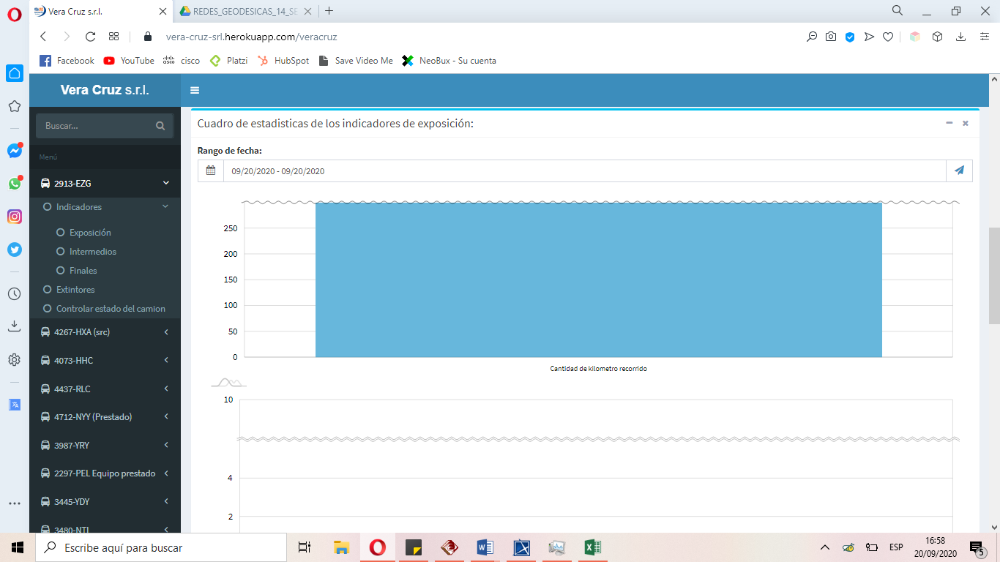 Vera Cruz s.r.l.
REDES_GEODESICAS_14_SE
vera-cruz-srl.herokuapp.com/veracruz
Facebook
YouTube
cisco
Platzi
HubSpot
Save Video Me
NeoBux - Su cuenta
Vera Cruz s.r.l.
Buscar...
Menú
2913-EZG
Indicadores
Exposición
Intermedios
Finales
Extintores
Controlar estado del camion
4267-HXA (src)
4073-HHC
4437-RLC
4712-NYY (Prestado)
3987-YRY
2297-PEL Equipo prestado
3445-YDY
3480-NTL
Cuadro de estadisticas de los indicadores de exposición:
Rango de fecha:
09/20/2020 - 09/20/2020
250
200
150
100
50
0
Cantidad de kilometro recorrido
10
4
2
Escribe aquí para buscar
ESP
16:58
20/09/2020
5